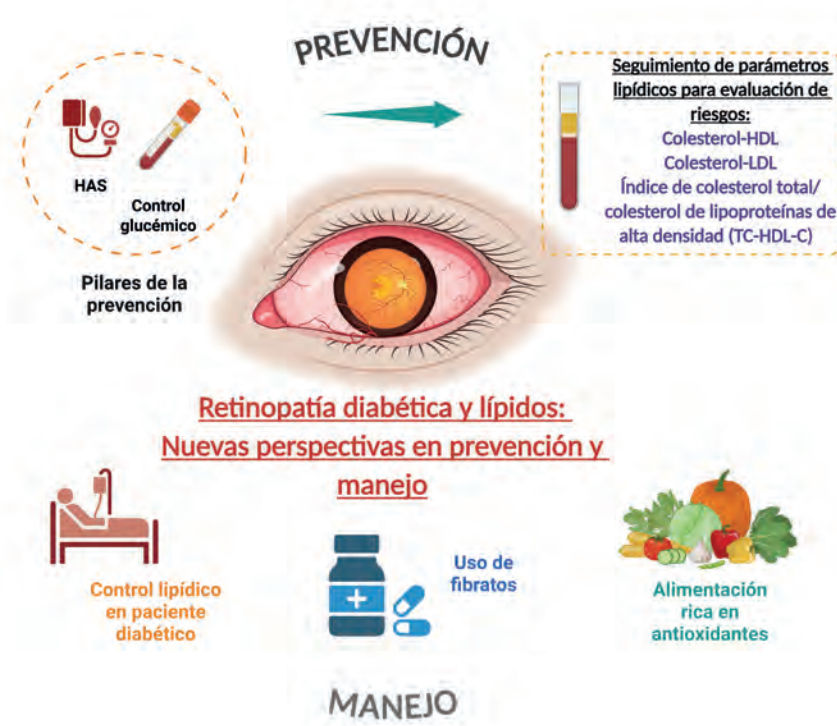 PREVENCIÓN
HAS
Control
glucémico
Pilares de la
prevención
Seguimiento de parámetros
lipídicos para evaluación de
riesgos:
Colesterol-HDL
Colesterol-LDL
Índice de colesterol total/
colesterol de lipoproteínas de
alta densidad (TC-HDL-C)
Retinopatía diabética y lípidos:
Nuevas perspectivas en prevención y
manejo
Control lipídico
en paciente
diabético
Uso de
fibratos
Alimentación
rica en
antioxidantes
MANEJO